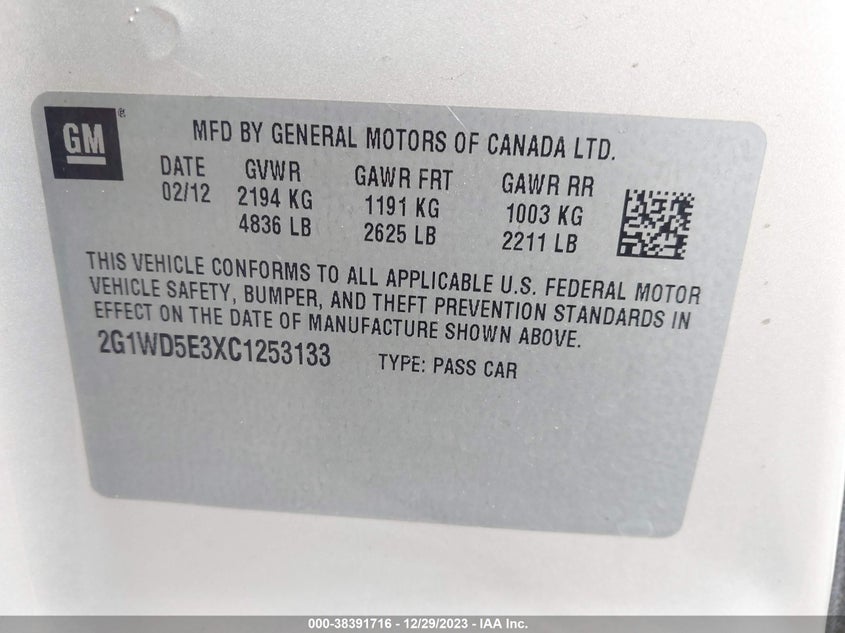 GM®
MFD BY GENERAL MOTORS OF CANADA LTD.
DATE GVWR GAWR FRT GAWR RR
02/12 2194 KG 1191 KG 1003 KG
4836 LB 2625 LB 2211 LB
THIS VEHICLE CONFORMS TO ALL APPLICABLE U.S. FEDERAL MOTOR
VEHICLE SAFETY, BUMPER, AND THEFT PREVENTION STANDARDS IN
EFFECT ON THE DATE OF MANUFACTURE SHOWN ABOVE.
2G1WD5E3XC1253133 TYPE: PASS CAR
000-38391716 - 12/29/2023 - IAA Inc.